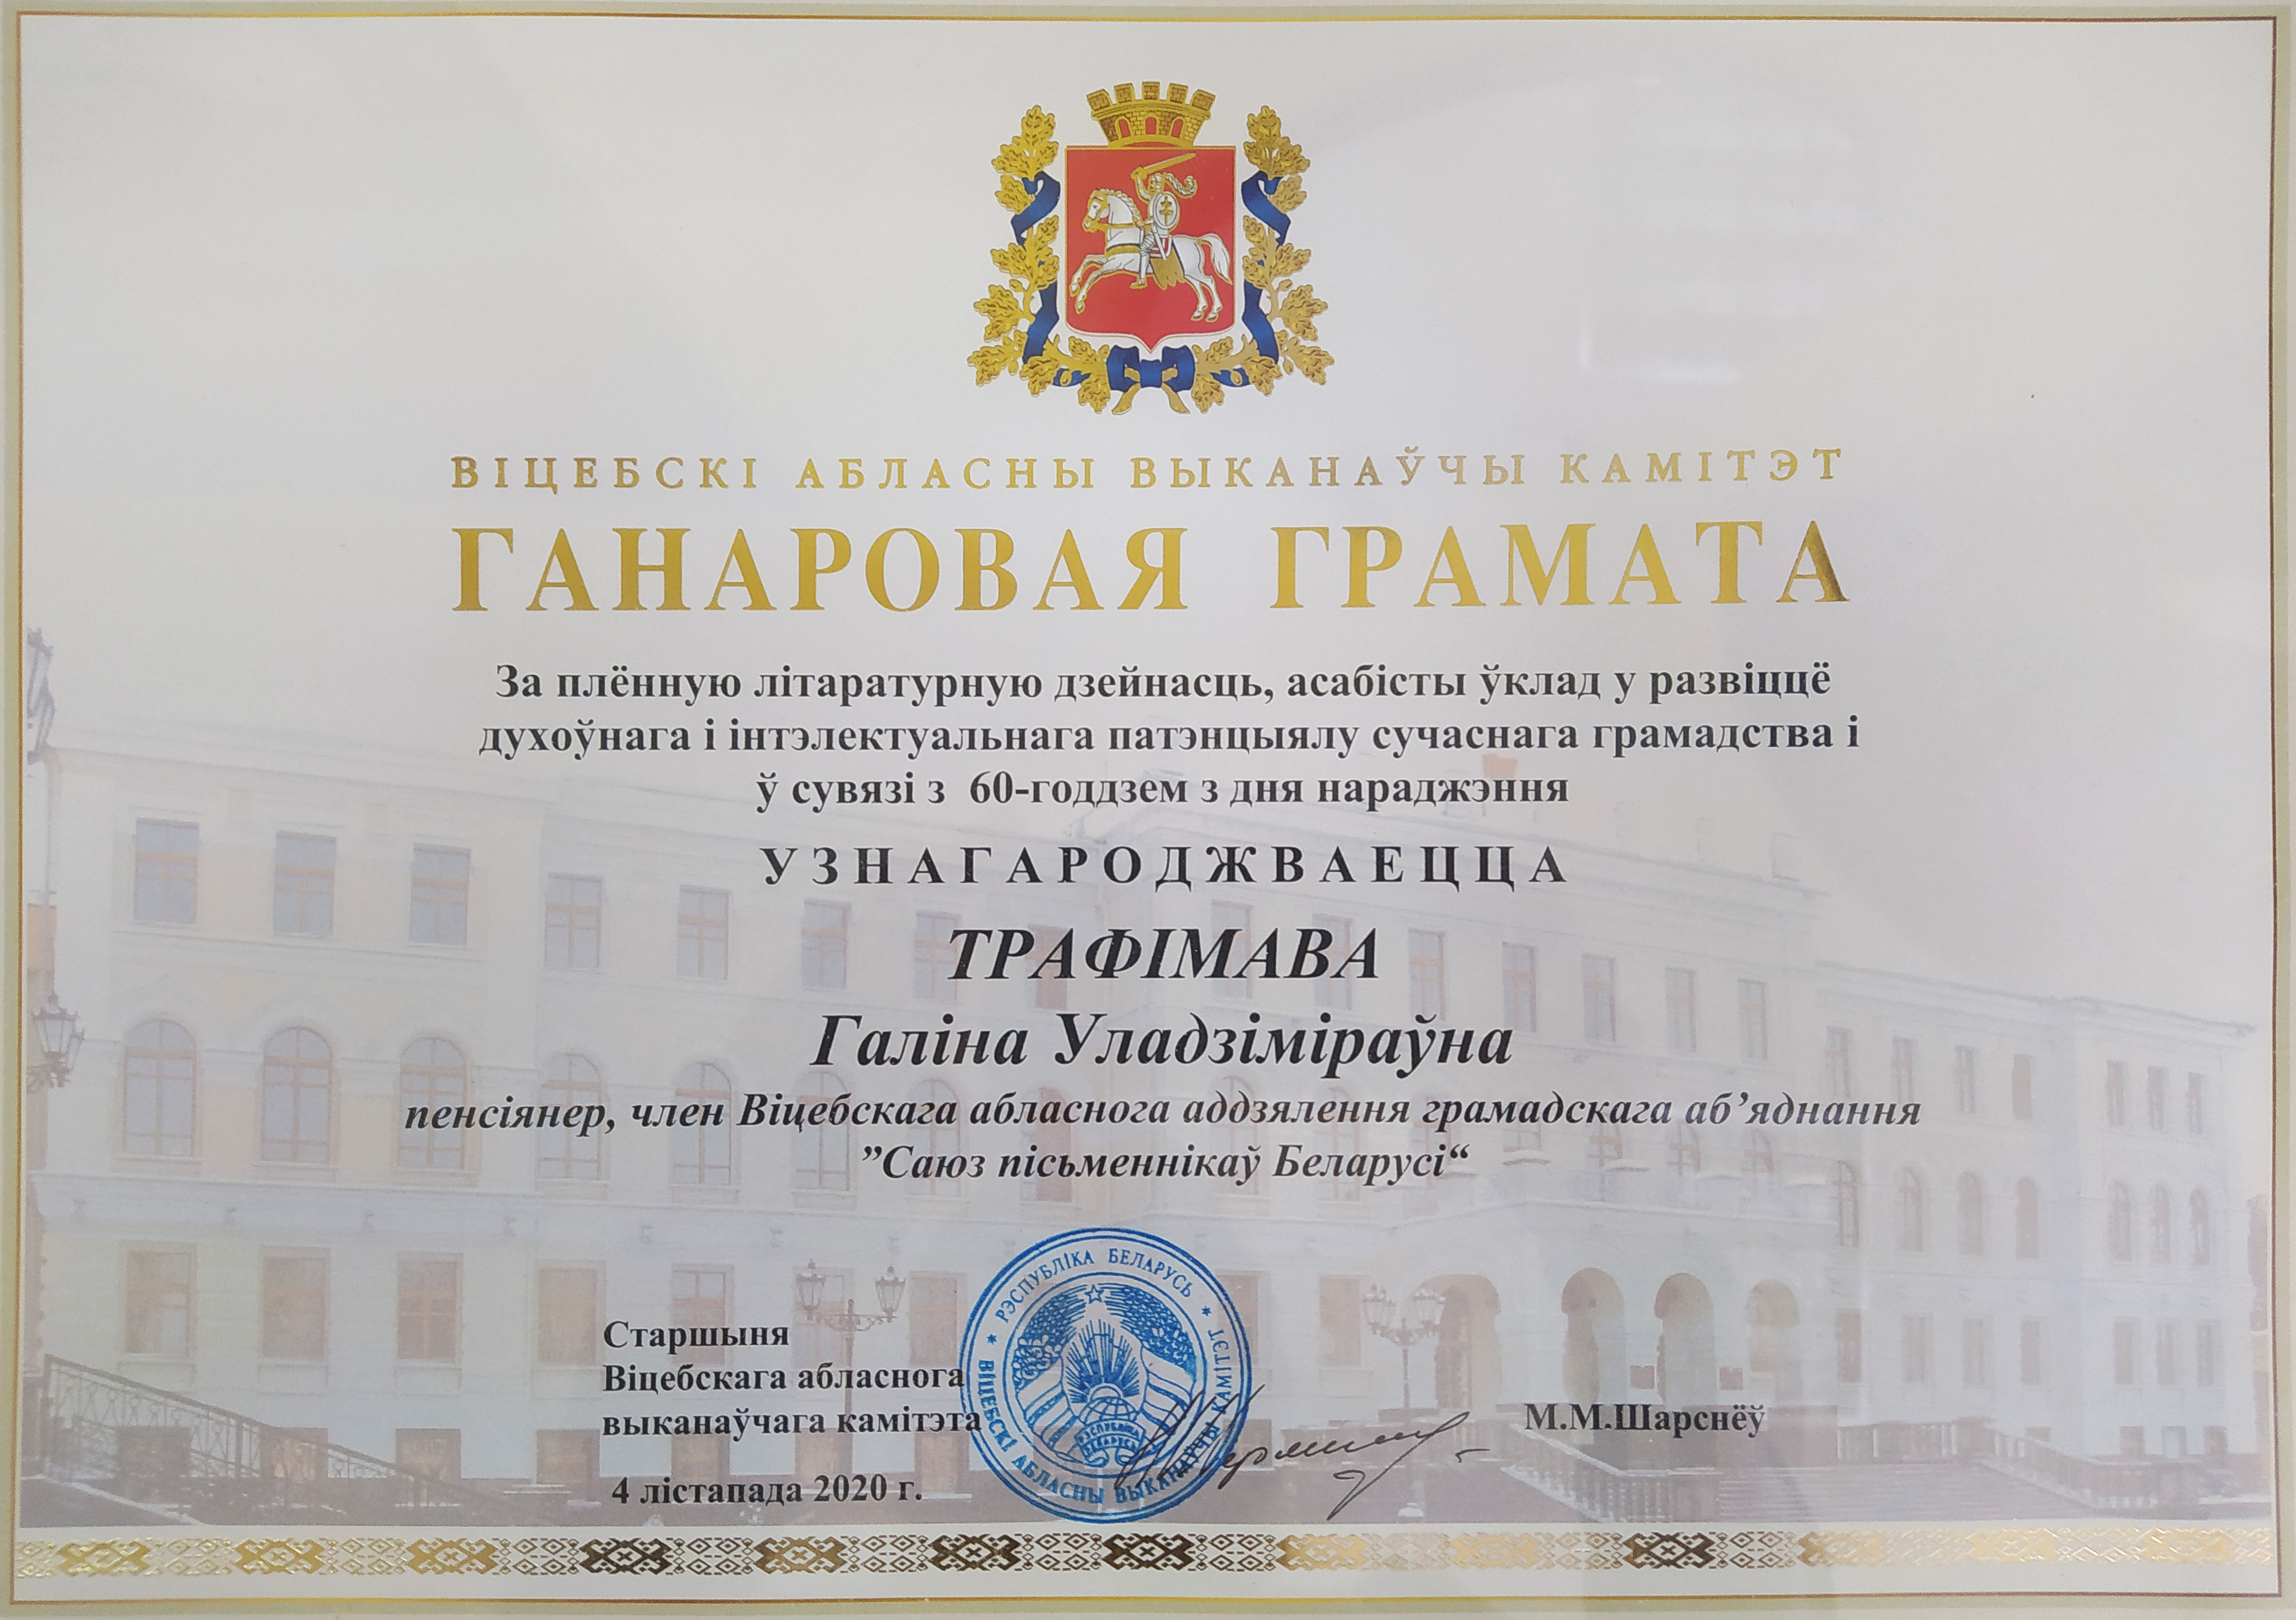 ВІЦЕБСКІ АБЛАСНЫ ВЫКАНАЎЧЫ КАМІТЭТ
ГАНАРОВАЯ ГРАМАТА
За плённую літаратурную дзейнасць, асабісты ўклад у развіццё
духоўнага і інтэлектуальнага патэнцыялу сучаснага грамадства і
ў сувязі з 60-годдзем з дня нараджэння
УЗНАГАРОДЖВАЕЦЦА
ТРАФІМАВА
Галіна Уладзіміраўна
пенсіянер, член Віцебскага абласнога аддзялення грамадскага аб’яднання
”Саюз пісьменнікаў Беларусі“
Старшыня
Віцебскага абласнога
выканаўчага камітэта
М.М.Шарснёў
4 лістапада 2020 г.
РЭСПУБЛІКА БЕЛАРУСЬ
ВІЦЕБСКІ АБЛАСНЫ ВЫКАНАЎЧЫ КАМІТЭТ
РЭСПУБЛІКА
БЕЛАРУСЬ